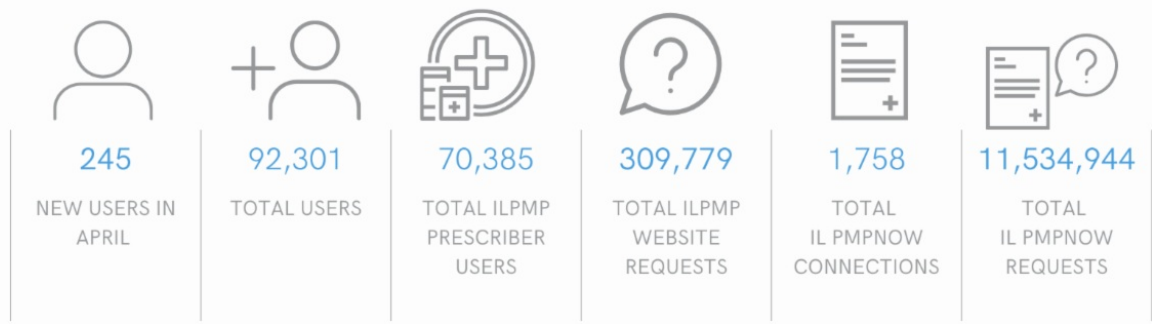 245
NEW USERS IN
APRIL
92,301
TOTAL USERS
70,385
TOTAL ILPMP
PRESCRIBER
USERS
309,779
TOTAL ILPMP
WEBSITE
REQUESTS
1,758
TOTAL
IL PMPNOW
CONNECTIONS
11,534,944
TOTAL
IL PMPNOW
REQUESTS